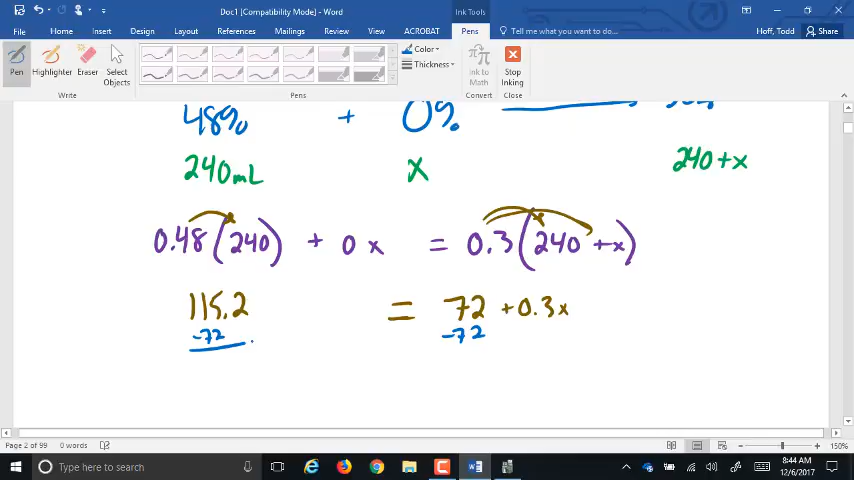 Doc1 [Compatibility Mode] - Word
Ink Tools
File Home Insert Design Layout References Mailings Review View ACROBAT Pens Tell me what you want to do... Hoff, Todd Share
Pen Highlighter Eraser Select Objects
Color
Thickness
Ink to Math
Stop Inking
Write Pens Convert Close
48% + 0%
240mL x 240+x
0.48(240) + 0x = 0.3(240+x)
115.2 = 72 +0.3x
-72 -72
Page 2 of 99 0 words 150%
Type here to search
8:44 AM
12/6/2017